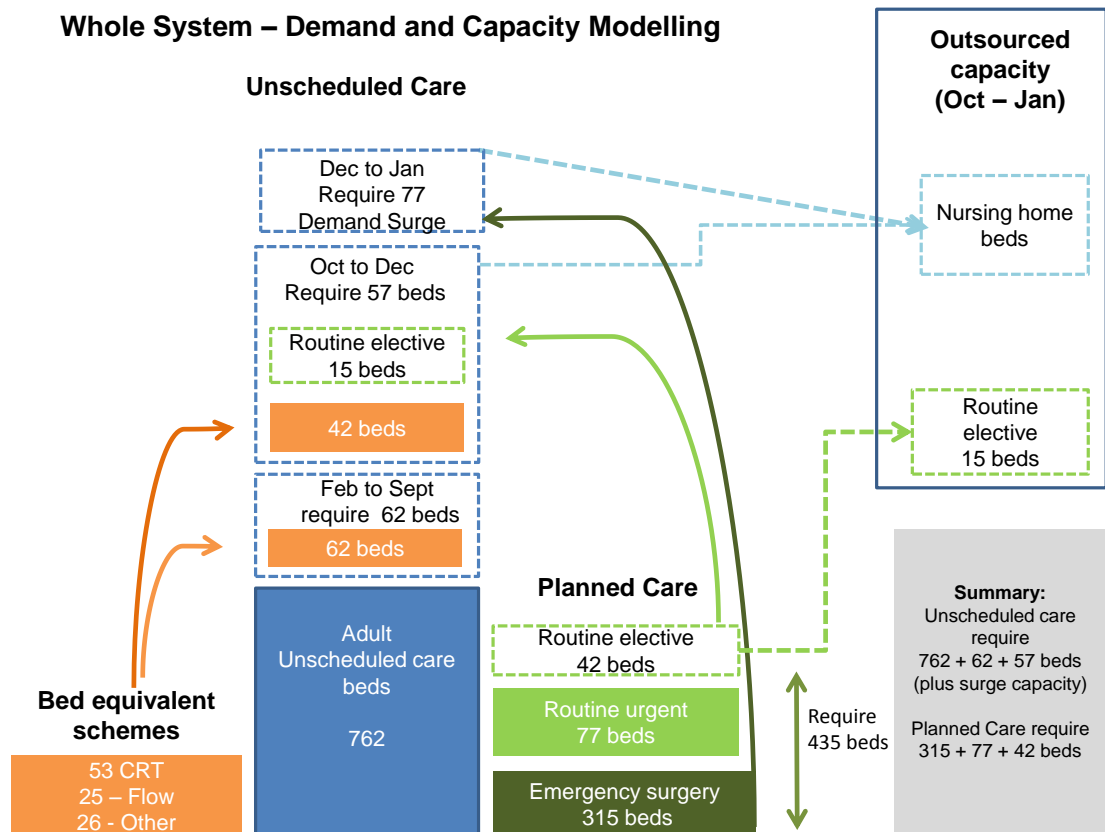 Whole System – Demand and Capacity Modelling
Unscheduled Care
Dec to Jan
Require 77
Demand Surge
Oct to Dec
Require 57 beds
Routine elective
15 beds
42 beds
Feb to Sept
require 62 beds
62 beds
Adult
Unscheduled care
beds
762
Bed equivalent
schemes
53 CRT
25 – Flow
26 - Other
Planned Care
Routine elective
42 beds
Routine urgent
77 beds
Emergency surgery
315 beds
Require
435 beds
Outsourced
capacity
(Oct – Jan)
Nursing home
beds
Routine
elective
15 beds
Summary:
Unscheduled care
require
762 + 62 + 57 beds
(plus surge capacity)
Planned Care require
315 + 77 + 42 beds